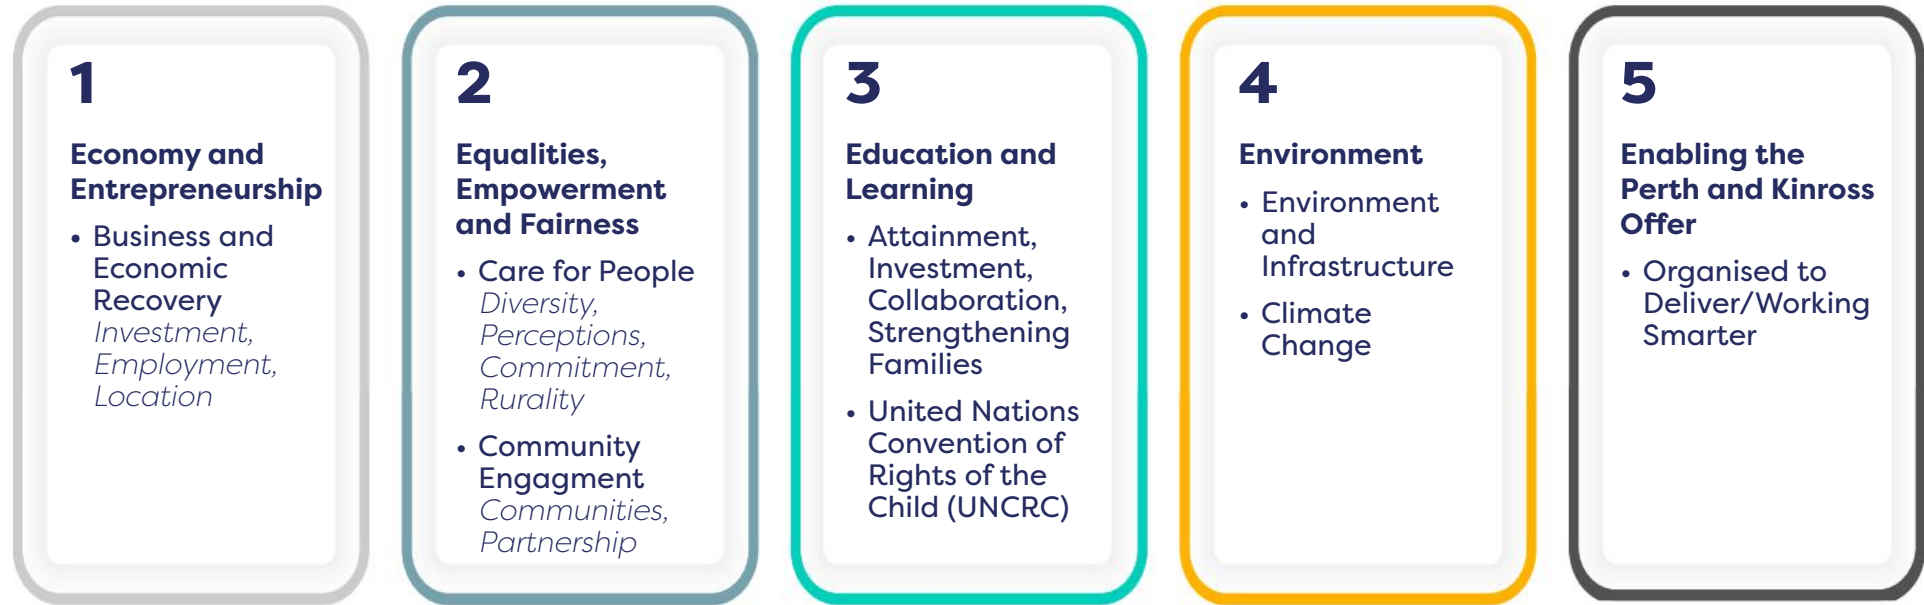 1
Economy and
Entrepreneurship
• Business and
Economic
Recovery
Investment,
Employment,
Location
2
Equalities,
Empowerment
and Fairness
• Care for People
Diversity,
Perceptions,
Commitment,
Rurality
• Community
Engagment
Communities,
Partnership
3
Education and
Learning
• Attainment,
Investment,
Collaboration,
Strengthening
Families
• United Nations
Convention of
Rights of the
Child (UNCRC)
4
Environment
• Environment
and
Infrastructure
• Climate
Change
5
Enabling the
Perth and Kinross
Offer
• Organised to
Deliver/Working
Smarter